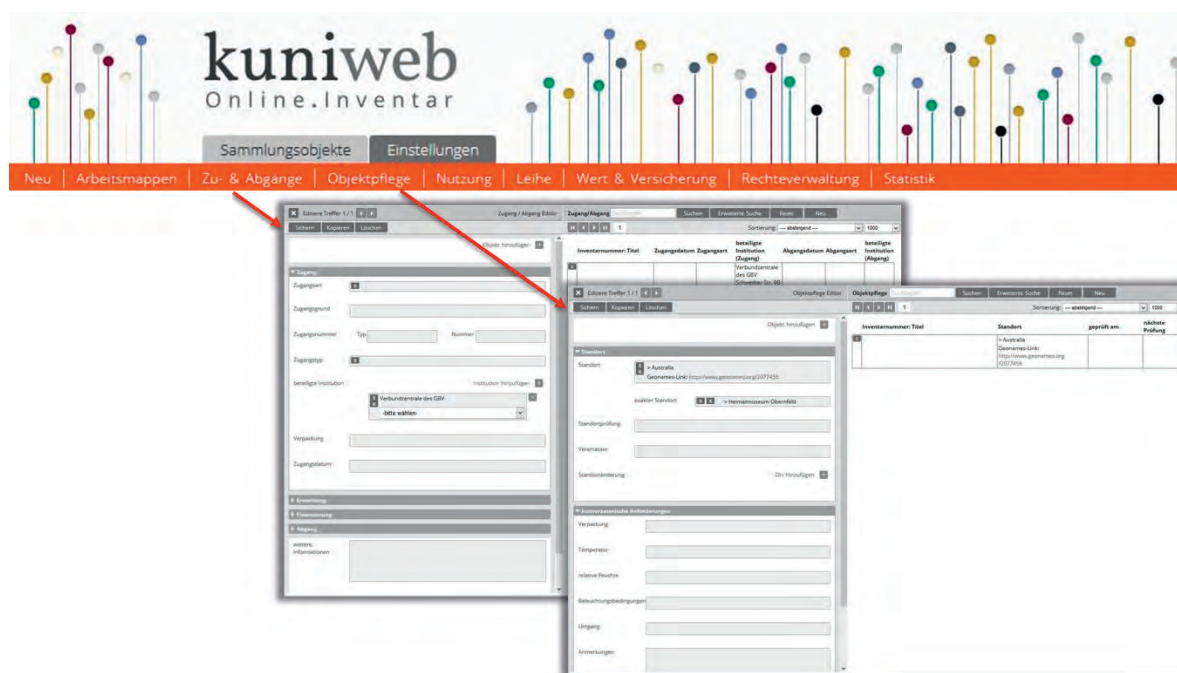 kuniweb
Online.Inventar
Sammlungsobjekte Einstellungen
Neu | Arbeitsmappen | Zu- & Abgänge | Objektpflege | Nutzung | Leihe | Wert & Versicherung | Rechteverwaltung | Statistik
Editiere Treffer 1 / 1 Zugang / Abgang Editor
Sichern Kopieren Löschen
Objekt hinzufügen
Zugang
Zugangsart
Zugangsgrund
Zugangsnummer Typ Nummer
Zugangstyp
beteiligte Institution Institution hinzufügen
Verbundzentrale des GBV
-bitte wählen-
Verpackung
Zugangsdatum
Erwerbung
Finanzierung
Abgang
weitere
Informationen
Zugang/Abgang Suchen Erweiterte Suche Reset Neu
1 Sortierung: --- absteigend --- 1000
Inventarnummer: Titel Zugangsdatum Zugangsart beteiligte Institution (Zugang) Abgangsdatum Abgangsart beteiligte Institution (Abgang)
Verbundzentrale
des GBV
Editiere Treffer 1 / 1 Objektpflege Editor
Sichern Kopieren Löschen
Objekt hinzufügen
Standort
Standort > Australia
Geonames-Link: http://www.geonames.org/2077456
exakter Standort > Heimatmuseum Obernfeld
Standortprüfung
Veranlasser
Standortänderung Ort hinzufügen
konservatorische Anforderungen
Verpackung
Temperatur
relative Feuchte
Beleuchtungsbedingungen
Umgang
Anmerkungen
Objektpflege Suchen Erweiterte Suche Reset Neu
1 Sortierung: --- absteigend --- 1000
Inventarnummer: Titel Standort geprüft am nächste Prüfung
> Australia
Geonames-Link:
http://www.geonames.org
/2077456